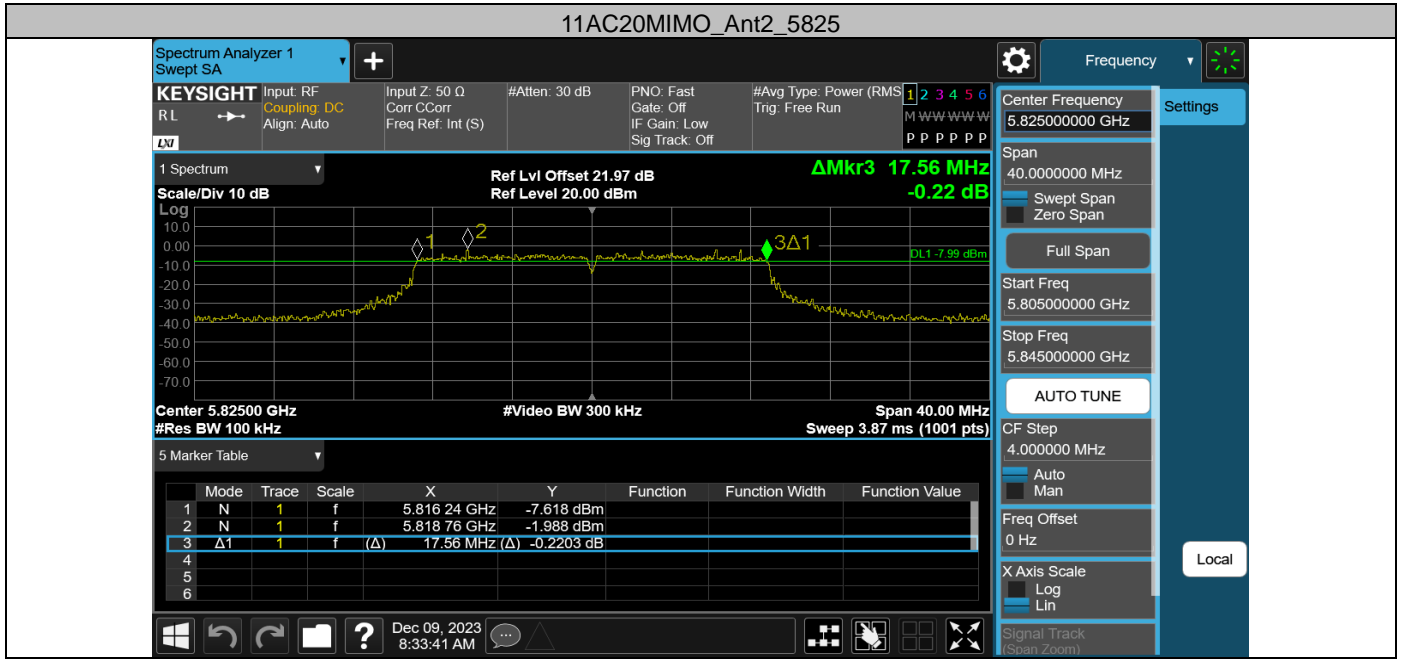 11AC20MIMO_Ant2_5825
Spectrum Analyzer 1
Swept SA
Frequency
KEYSIGHT
RL
LXI
Input: RF
Coupling: DC
Align: Auto
Input Z: 50 Ω
Corr CCorr
Freq Ref: Int (S)
#Atten: 30 dB
PNO: Fast
Gate: Off
IF Gain: Low
Sig Track: Off
#Avg Type: Power (RMS
Trig: Free Run
1 2 3 4 5 6
M W W W W W
P P P P P P
1 Spectrum
Scale/Div 10 dB
Ref Lvl Offset 21.97 dB
Ref Level 20.00 dBm
ΔMkr3 17.56 MHz
-0.22 dB
Log
10.0
0.00
-10.0
-20.0
-30.0
-40.0
-50.0
-60.0
-70.0
1
2
3Δ1
DL1 -7.99 dBm
Center 5.82500 GHz
#Video BW 300 kHz
Span 40.00 MHz
#Res BW 100 kHz
Sweep 3.87 ms (1001 pts)
5 Marker Table
Mode Trace Scale X Y Function Function Width Function Value
1 N 1 f 5.816 24 GHz -7.618 dBm
2 N 1 f 5.818 76 GHz -1.988 dBm
3 Δ1 1 f (Δ) 17.56 MHz (Δ) -0.2203 dB
4
5
6
Dec 09, 2023
8:33:41 AM
Center Frequency
5.825000000 GHz
Settings
Span
40.0000000 MHz
Swept Span
Zero Span
Full Span
Start Freq
5.805000000 GHz
Stop Freq
5.845000000 GHz
AUTO TUNE
CF Step
4.000000 MHz
Auto
Man
Freq Offset
0 Hz
X Axis Scale
Log
Lin
Signal Track
(Span Zoom)
Local